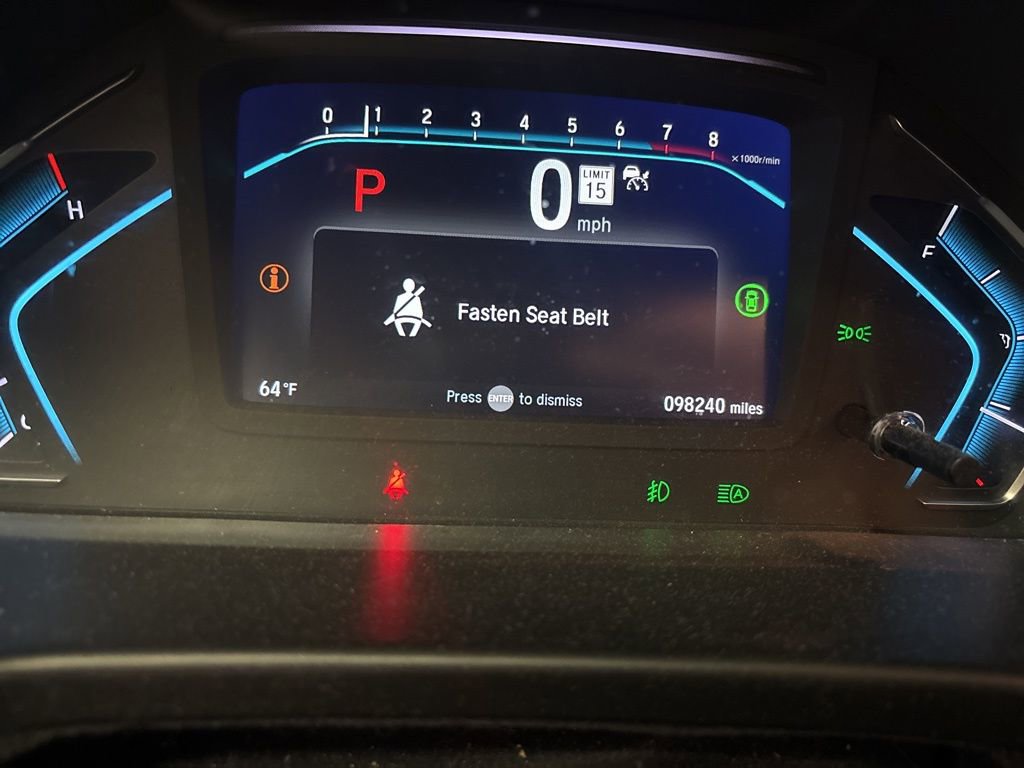 0 1 2 3 4 5 6 7 8
×1000r/min
P
0
mph
LIMIT
15
H
F
Fasten Seat Belt
64°F
Press ENTER to dismiss
098240 miles
C
A